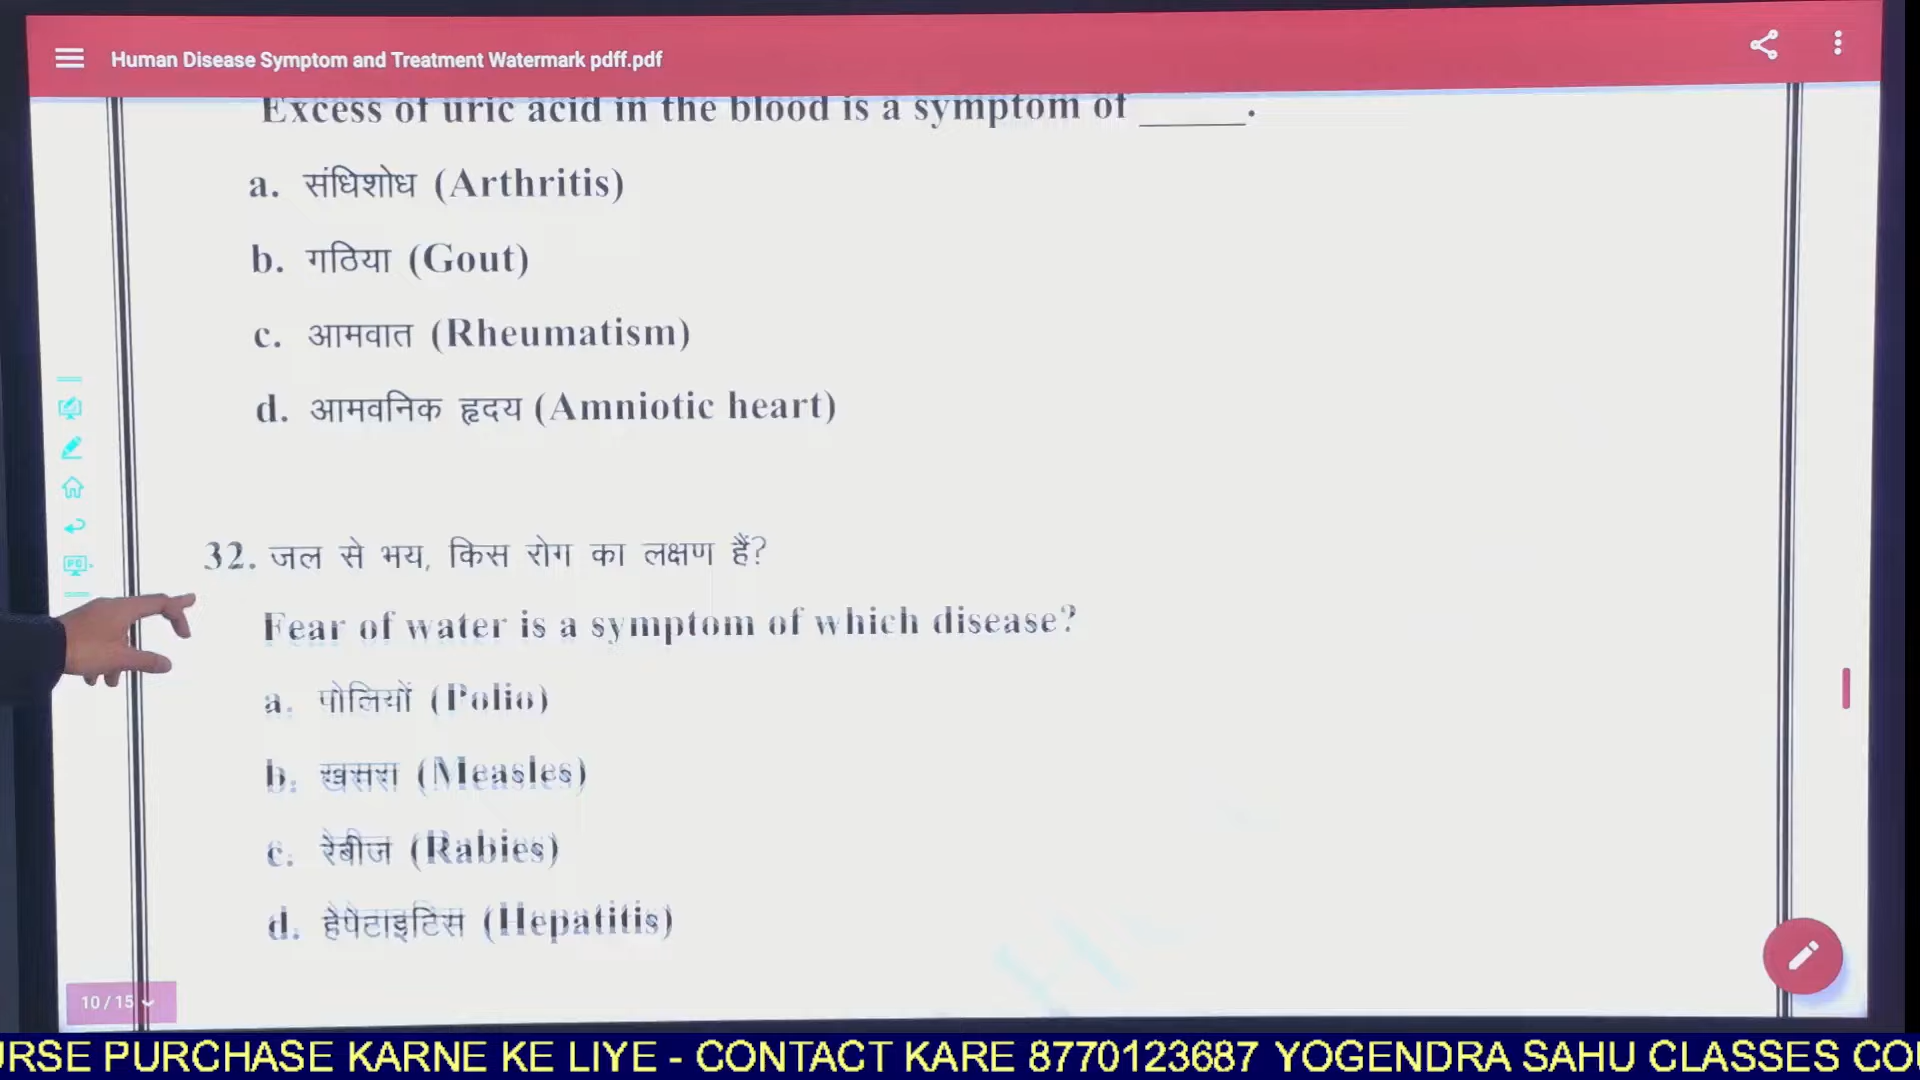 Human Disease Symptom and Treatment Watermark pdff.pdf
Excess of uric acid in the blood is a symptom of ______.
a. संधिशोध (Arthritis)
b. गठिया (Gout)
c. आमवात (Rheumatism)
d. आमवनिक हृदय (Amniotic heart)
32. जल से भय, किस रोग का लक्षण हैं?
Fear of water is a symptom of which disease?
a. पोलियों (Polio)
b. खसरा (Measles)
c. रेबीज (Rabies)
d. हेपेटाइटिस (Hepatitis)
10 / 15
URSE PURCHASE KARNE KE LIYE - CONTACT KARE 8770123687 YOGENDRA SAHU CLASSES COU